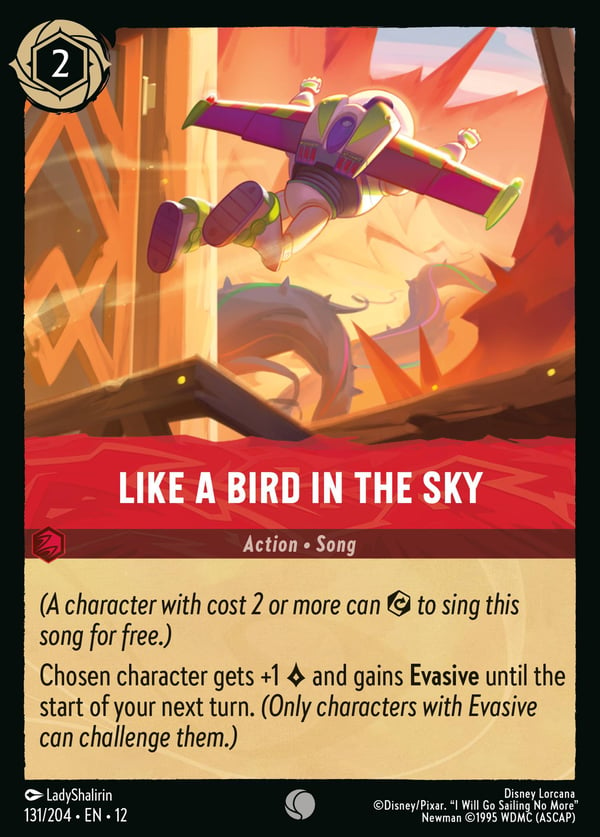 2
LIKE A BIRD IN THE SKY
Action • Song
(A character with cost 2 or more can to sing this
song for free.)
Chosen character gets +1 and gains Evasive until the
start of your next turn. (Only characters with Evasive
can challenge them.)
LadyShalirin
131/204 • EN • 12
Disney Lorcana
©Disney/Pixar. “I Will Go Sailing No More”
Newman ©1995 WDMC (ASCAP)